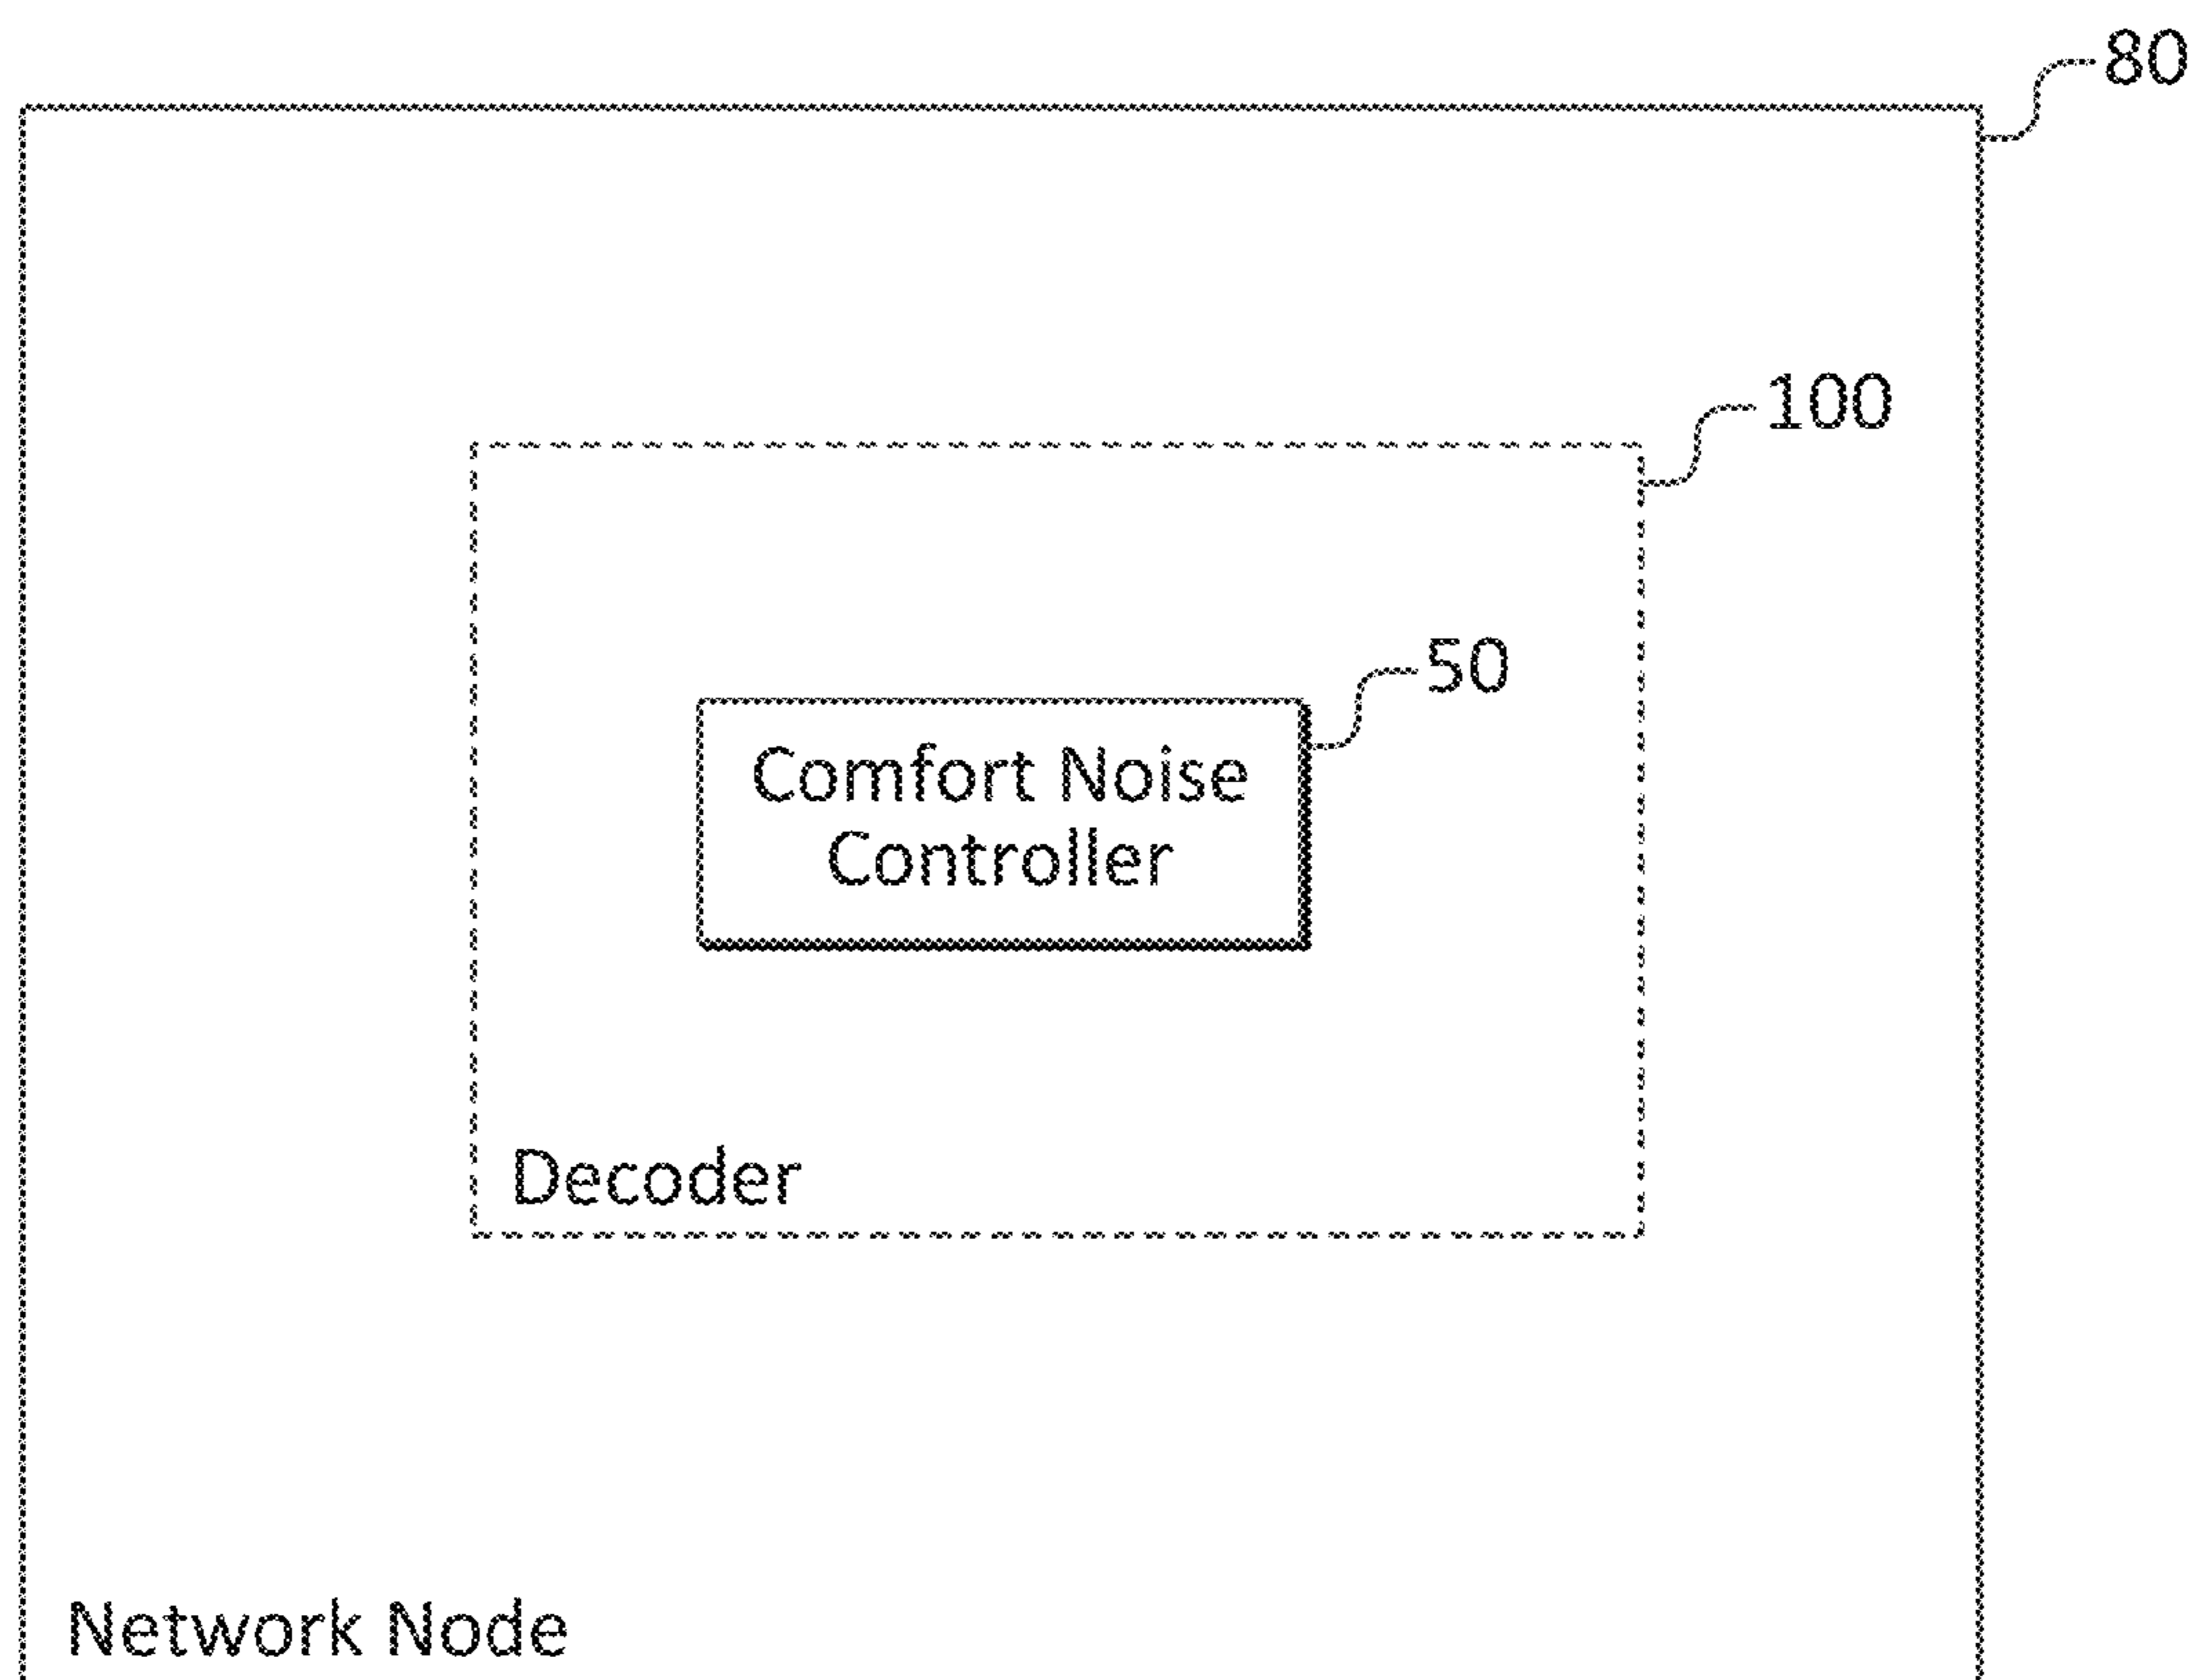 80
100
50
Comfort Noise
Controller
Decoder
Network Node